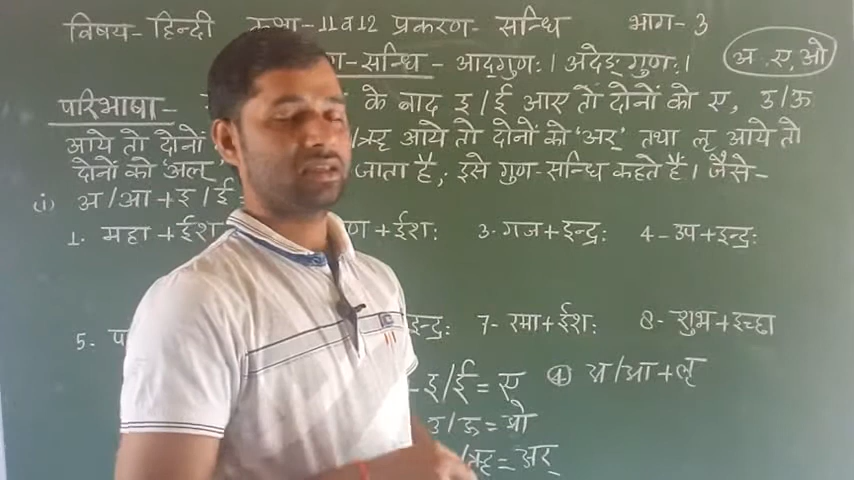 विषय- हिन्दी कक्षा- 11 व 12 प्रकरण- सन्धि भाग- 3
-सन्धि - आद्गुणः। अदेङ् गुणः।
अ ए, ओ
परिभाषा- के बाद इ/ई आए तो दोनों को ए, उ/ऊ
आये तो दोनों आये तो दोनों को 'अर्' तथा लृ आये तो
दोनों को 'अल् जाता है, इसे गुण-सन्धि कहते हैं। जैसे-
(i) अ/आ + इ/ई =
1. महा + ईश + ईशः 3. गज + इन्द्रः 4- उप + इन्द्रः
5. इन्द्रः 7- रमा + ईशः 8- शुभ + इच्छा
- इ/ई = ए ④ अ/आ + लृ
उ/ऊ = ओ
= अर्